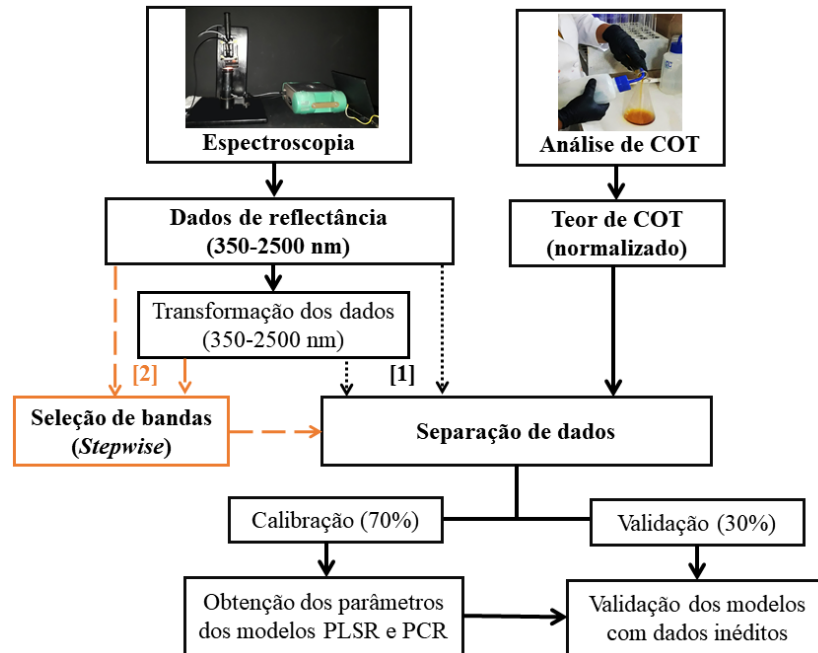 Espectroscopia
Análise de COT
Dados de reflectância
(350-2500 nm)
Teor de COT
(normalizado)
Transformação dos dados
(350-2500 nm)
[2]
[1]
Seleção de bandas
(Stepwise)
Separação de dados
Calibração (70%)
Validação (30%)
Obtenção dos parâmetros
dos modelos PLSR e PCR
Validação dos modelos
com dados inéditos